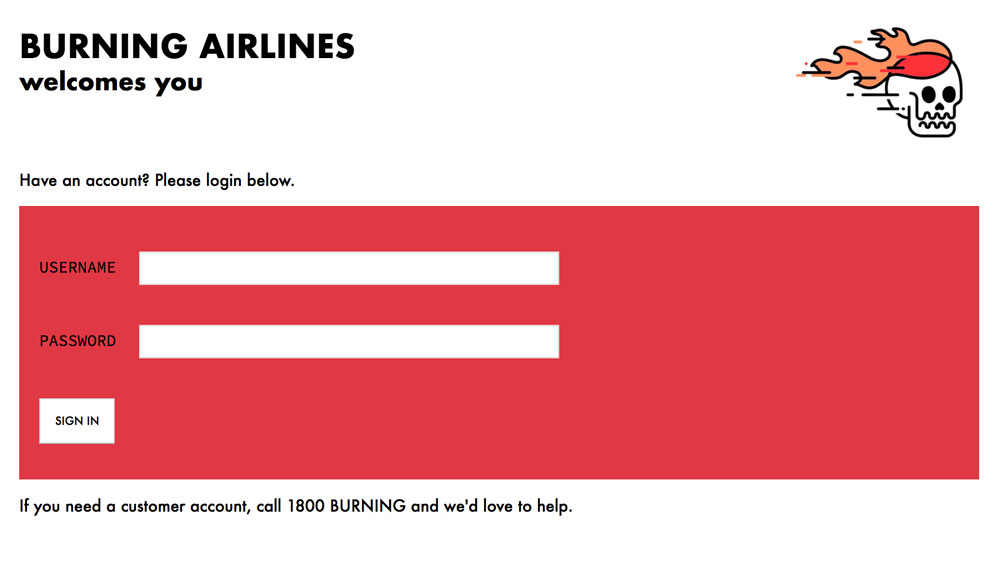 BURNING AIRLINES
welcomes you
Have an account? Please login below.
USERNAME
PASSWORD
SIGN IN
If you need a customer account, call 1800 BURNING and we'd love to help.